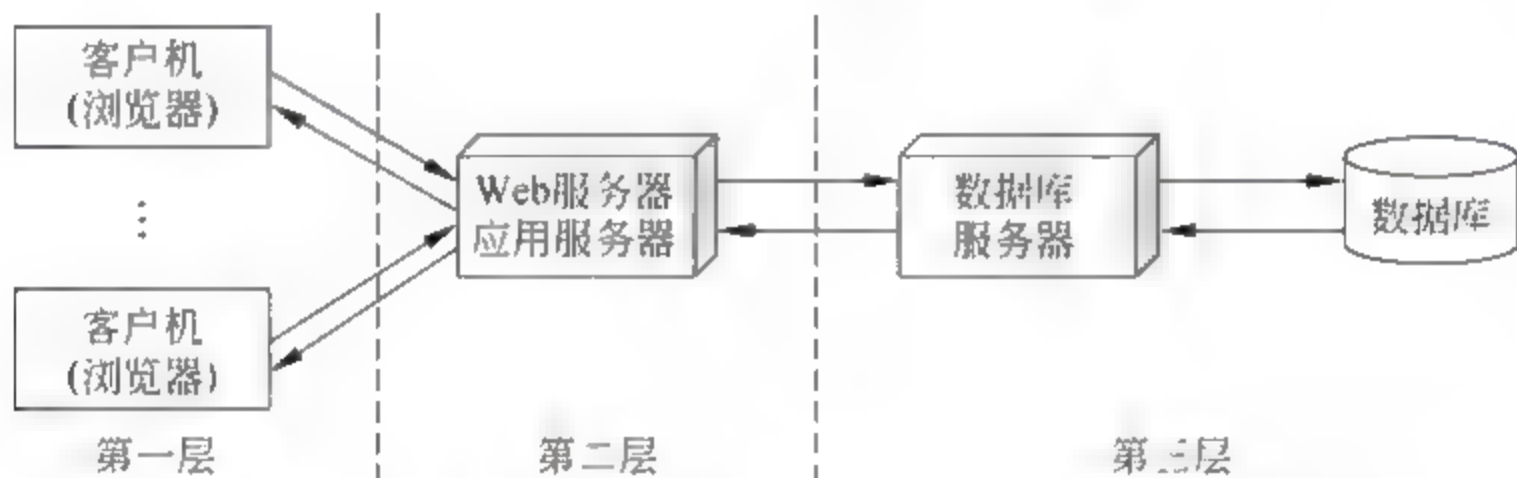 客户机
(浏览器)
Web服务器
应用服务器
数据库
服务器
数据库
客户机
(浏览器)
第一层
第二层
第三层